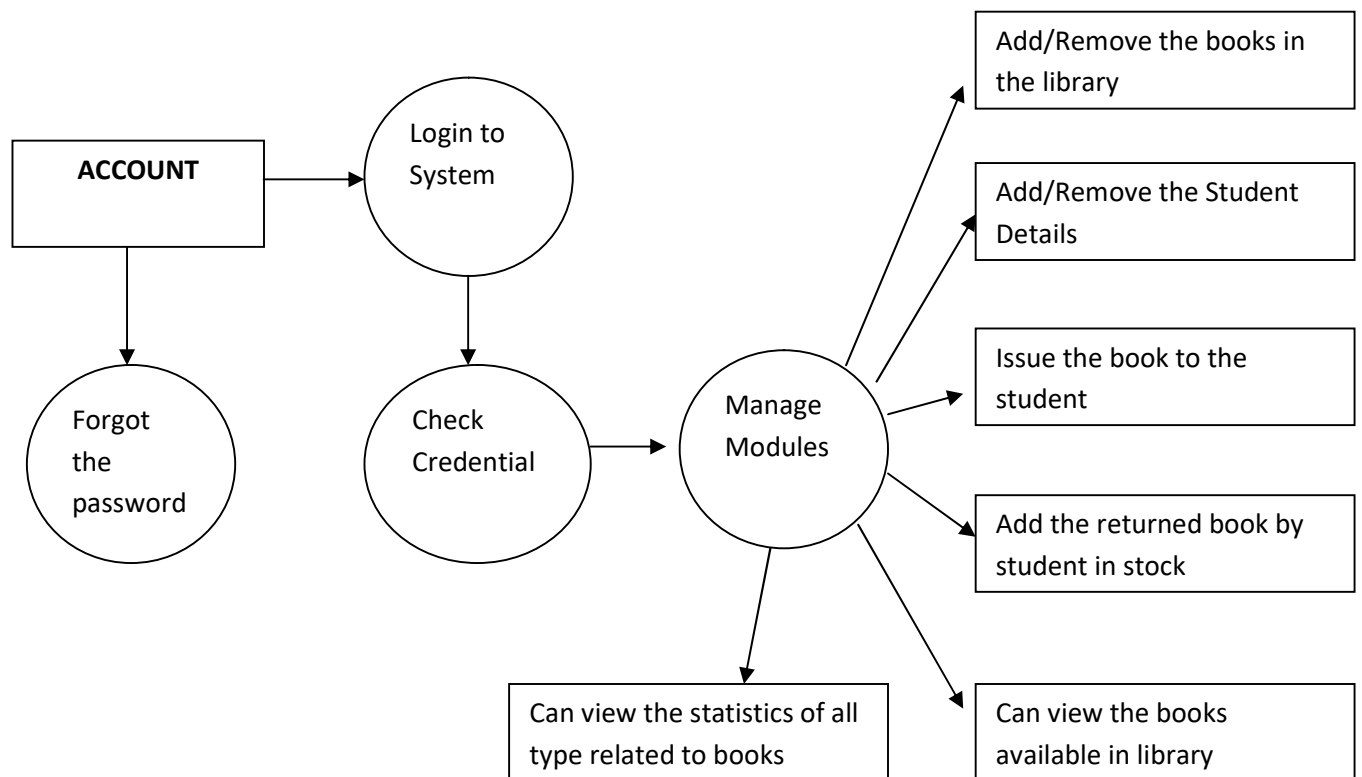 ACCOUNT
Login to
System
Forgot
the
password
Check
Credential
Manage
Modules
Add/Remove the books in
the library
Add/Remove the Student
Details
Issue the book to the
student
Add the returned book by
student in stock
Can view the statistics of all
type related to books
Can view the books
available in library